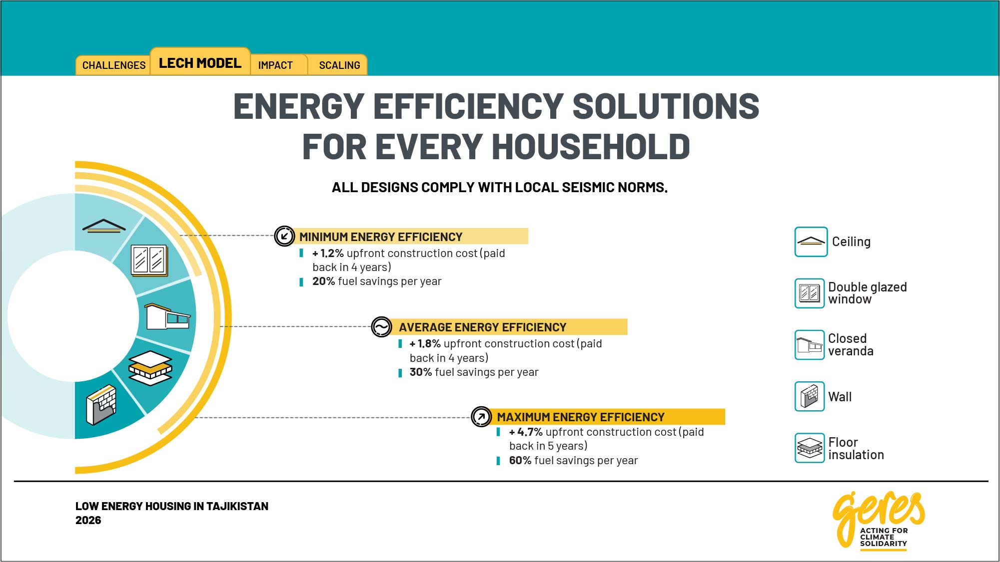 CHALLENGES
LECH MODEL
IMPACT
SCALING
ENERGY EFFICIENCY SOLUTIONS
FOR EVERY HOUSEHOLD
ALL DESIGNS COMPLY WITH LOCAL SEISMIC NORMS.
MINIMUM ENERGY EFFICIENCY
+ 1.2% upfront construction cost (paid
back in 4 years)
20% fuel savings per year
AVERAGE ENERGY EFFICIENCY
+ 1.8% upfront construction cost (paid
back in 4 years)
30% fuel savings per year
MAXIMUM ENERGY EFFICIENCY
+ 4.7% upfront construction cost (paid
back in 5 years)
60% fuel savings per year
Ceiling
Double glazed
window
Closed
veranda
Wall
Floor
insulation
LOW ENERGY HOUSING IN TAJIKISTAN
2026
geres
ACTING FOR
CLIMATE
SOLIDARITY